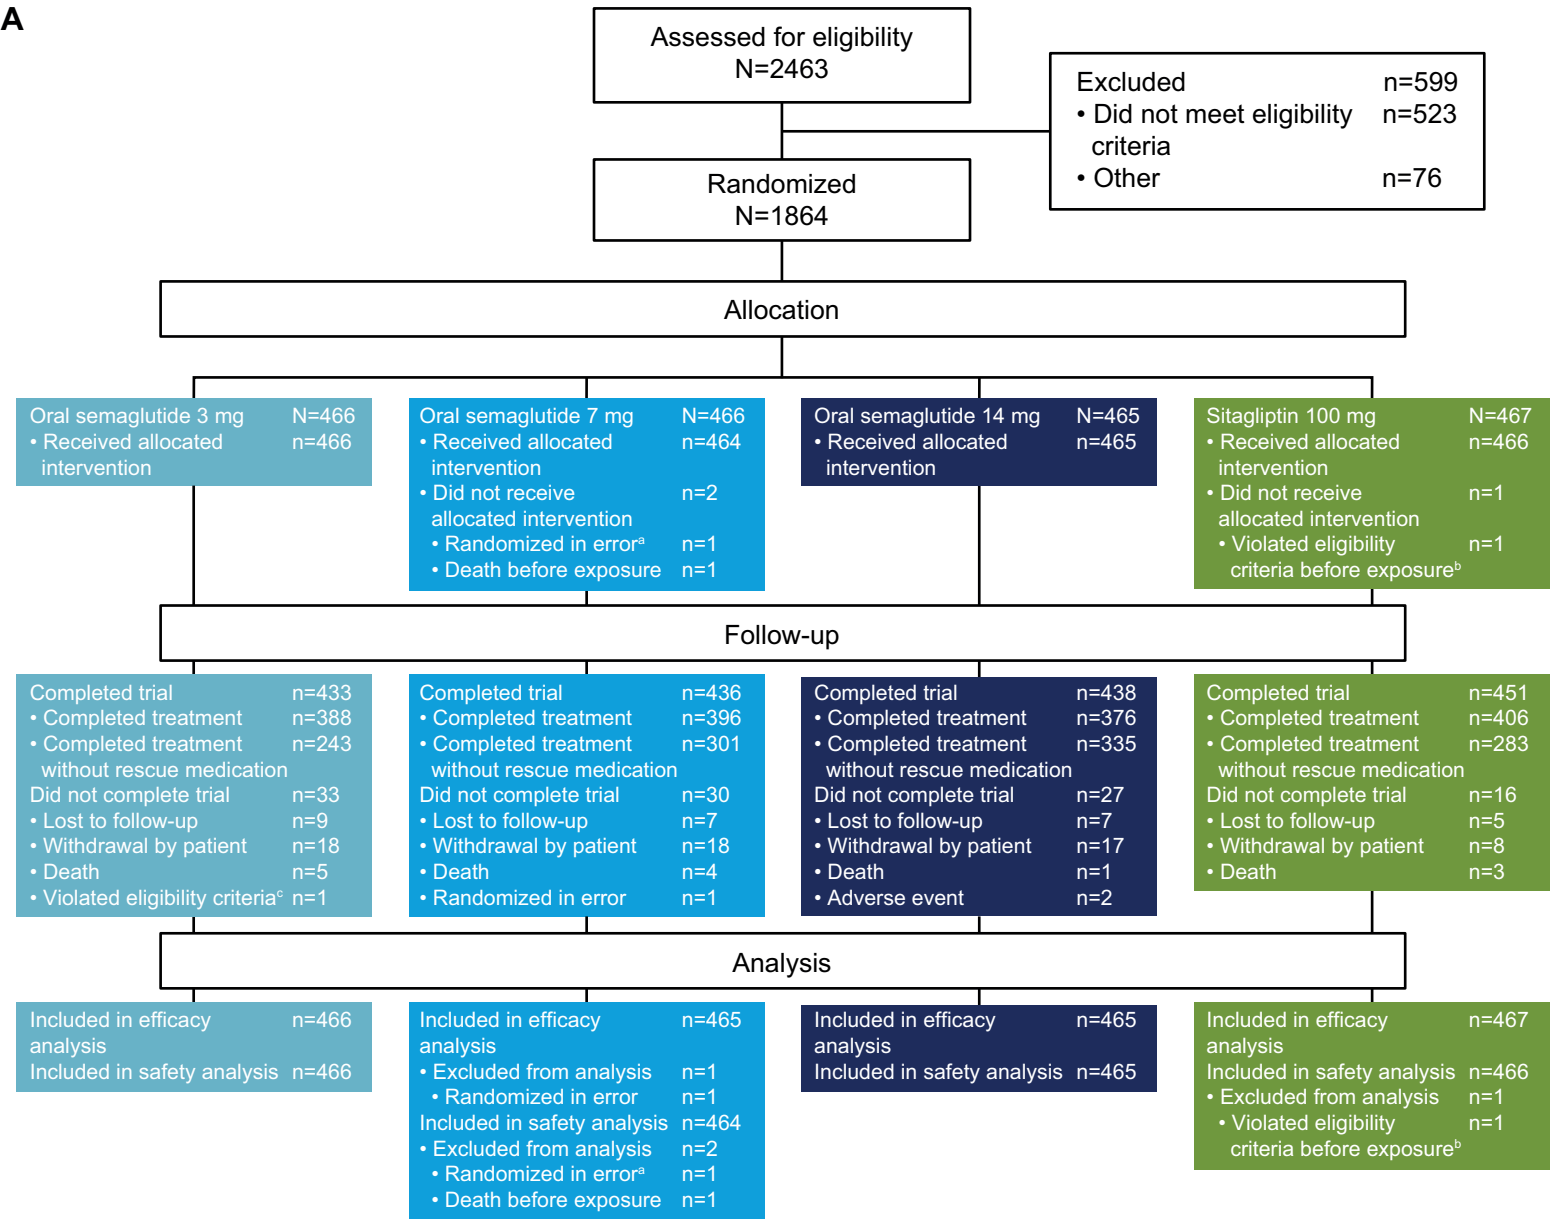 A
Assessed for eligibility
N=2463
Excluded n=599
• Did not meet eligibility n=523
criteria
• Other n=76
Randomized
N=1864
Allocation
Oral semaglutide 3 mg N=466
• Received allocated n=466
intervention
Oral semaglutide 7 mg N=466
• Received allocated n=464
intervention
• Did not receive n=2
allocated intervention
• Randomized in errorᵃ n=1
• Death before exposure n=1
Oral semaglutide 14 mg N=465
• Received allocated n=465
intervention
Sitagliptin 100 mg N=467
• Received allocated n=466
intervention
• Did not receive n=1
allocated intervention
• Violated eligibility n=1
criteria before exposureᵇ
Follow-up
Completed trial n=433
• Completed treatment n=388
• Completed treatment n=243
without rescue medication
Did not complete trial n=33
• Lost to follow-up n=9
• Withdrawal by patient n=18
• Death n=5
• Violated eligibility criteriaᶜ n=1
Completed trial n=436
• Completed treatment n=396
• Completed treatment n=301
without rescue medication
Did not complete trial n=30
• Lost to follow-up n=7
• Withdrawal by patient n=18
• Death n=4
• Randomized in error n=1
Completed trial n=438
• Completed treatment n=376
• Completed treatment n=335
without rescue medication
Did not complete trial n=27
• Lost to follow-up n=7
• Withdrawal by patient n=17
• Death n=1
• Adverse event n=2
Completed trial n=451
• Completed treatment n=406
• Completed treatment n=283
without rescue medication
Did not complete trial n=16
• Lost to follow-up n=5
• Withdrawal by patient n=8
• Death n=3
Analysis
Included in efficacy n=466
analysis
Included in safety analysis n=466
Included in efficacy n=465
analysis
• Excluded from analysis n=1
• Randomized in error n=1
Included in safety analysis n=464
• Excluded from analysis n=2
• Randomized in errorᵃ n=1
• Death before exposure n=1
Included in efficacy n=465
analysis
Included in safety analysis n=465
Included in efficacy n=467
analysis
Included in safety analysis n=466
• Excluded from analysis n=1
• Violated eligibility n=1
criteria before exposureᵇ